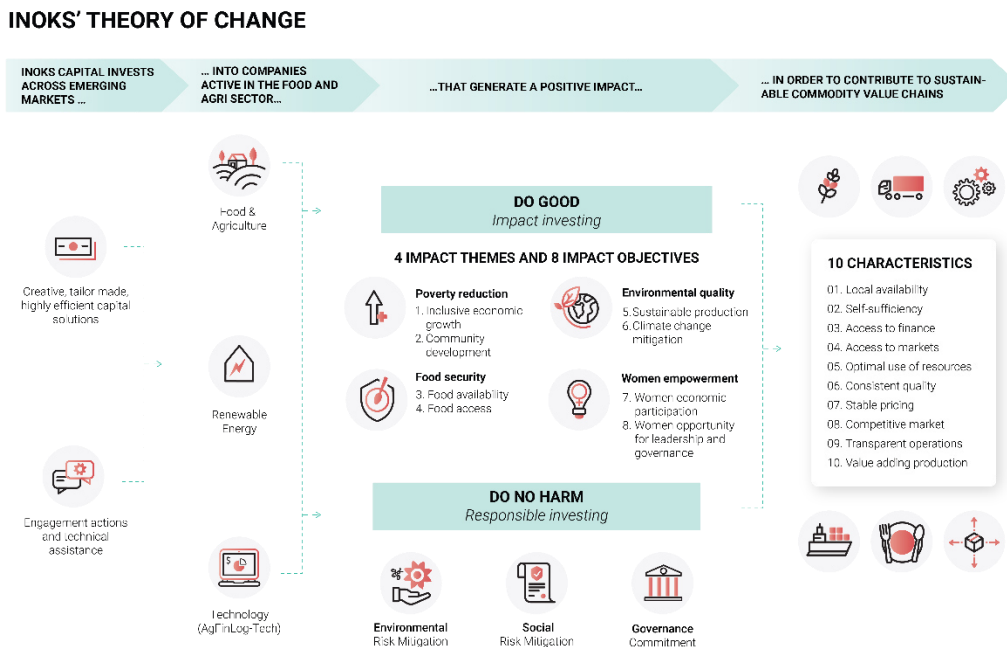 INOKS' THEORY OF CHANGE
INOKS CAPITAL INVESTS
ACROSS EMERGING
MARKETS ...
... INTO COMPANIES
ACTIVE IN THE FOOD AND
AGRI SECTOR...
...THAT GENERATE A POSITIVE IMPACT...
... IN ORDER TO CONTRIBUTE TO SUSTAIN-
ABLE COMMODITY VALUE CHAINS
Creative, tailor made,
highly efficient capital
solutions
Engagement actions
and technical
assistance
Food &
Agriculture
Renewable
Energy
$
Technology
(AgFinLog-Tech)
DO GOOD
Impact investing
4 IMPACT THEMES AND 8 IMPACT OBJECTIVES
Poverty reduction
1. Inclusive economic
growth
2. Community
development
Environmental quality
5. Sustainable production
6. Climate change
mitigation
Food security
3. Food availability
4. Food access
Women empowerment
7. Women economic
participation
8. Women opportunity
for leadership and
governance
DO NO HARM
Responsible investing
Environmental
Risk Mitigation
Social
Risk Mitigation
Governance
Commitment
10 CHARACTERISTICS
01. Local availability
02. Self-sufficiency
03. Access to finance
04. Access to markets
05. Optimal use of resources
06. Consistent quality
07. Stable pricing
08. Competitive market
09. Transparent operations
10. Value adding production